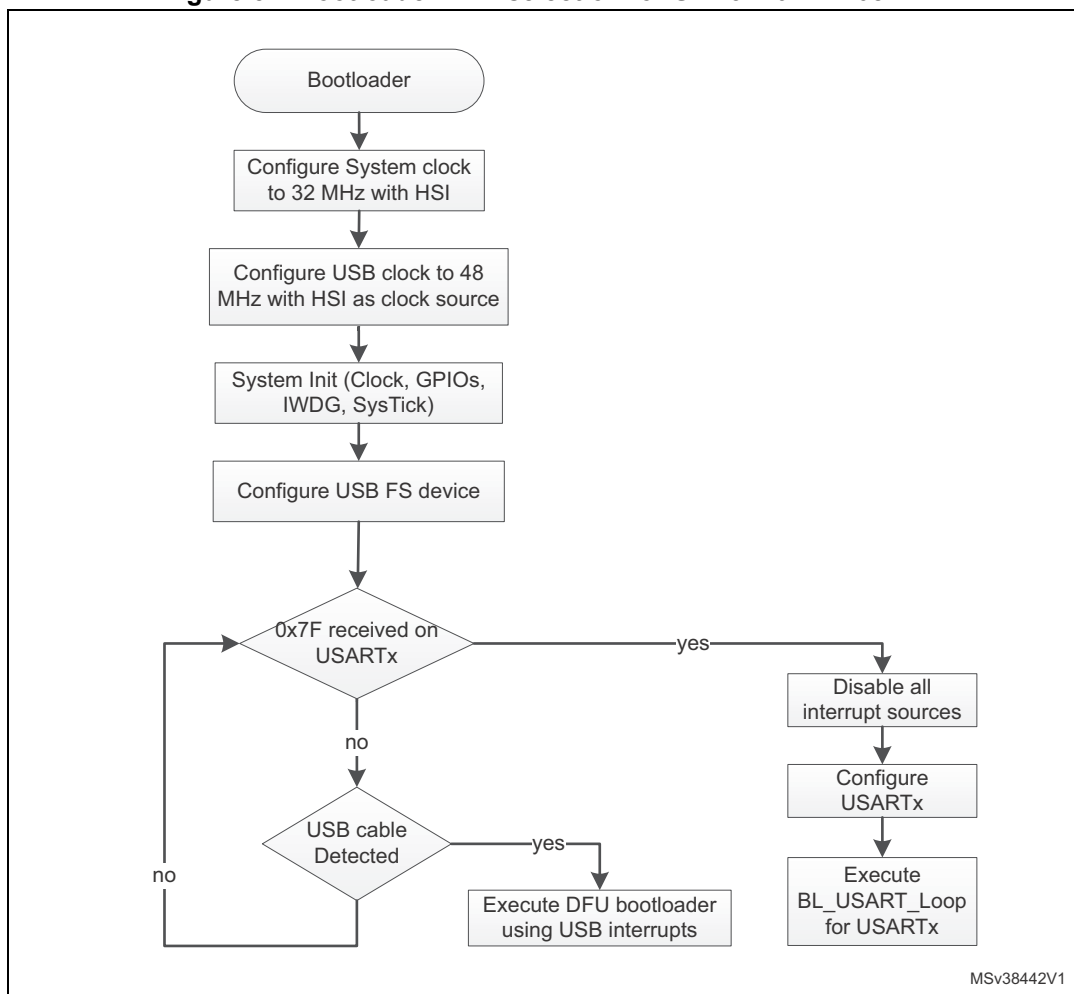 Bootloader
Configure System clock
to 32 MHz with HSI
Configure USB clock to 48
MHz with HSI as clock source
System Init (Clock, GPIOs,
IWDG, SysTick)
Configure USB FS device
0x7F received on
USARTx
yes
Disable all
interrupt sources
no
Configure
USARTx
USB cable
Detected
yes
no
Execute DFU bootloader
using USB interrupts
Execute
BL_USART_Loop
for USARTx
MSv38442V1